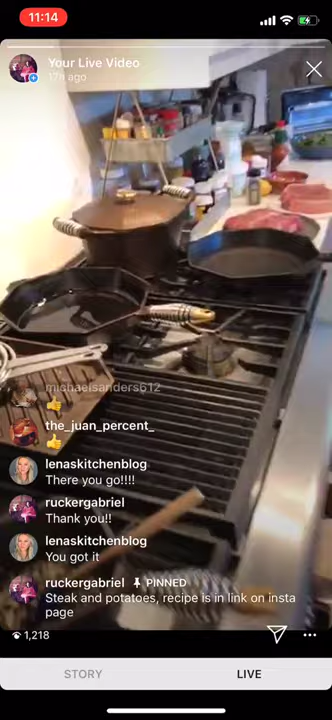 11:14
Your Live Video
17h ago
michaelsanders612
👍
the_juan_percent_
👍
lenaskitchenblog
There you go!!!!
ruckergabriel
Thank you!!
lenaskitchenblog
You got it
ruckergabriel PINNED
Steak and potatoes, recipe is in link on insta
page
1,218
STORY LIVE